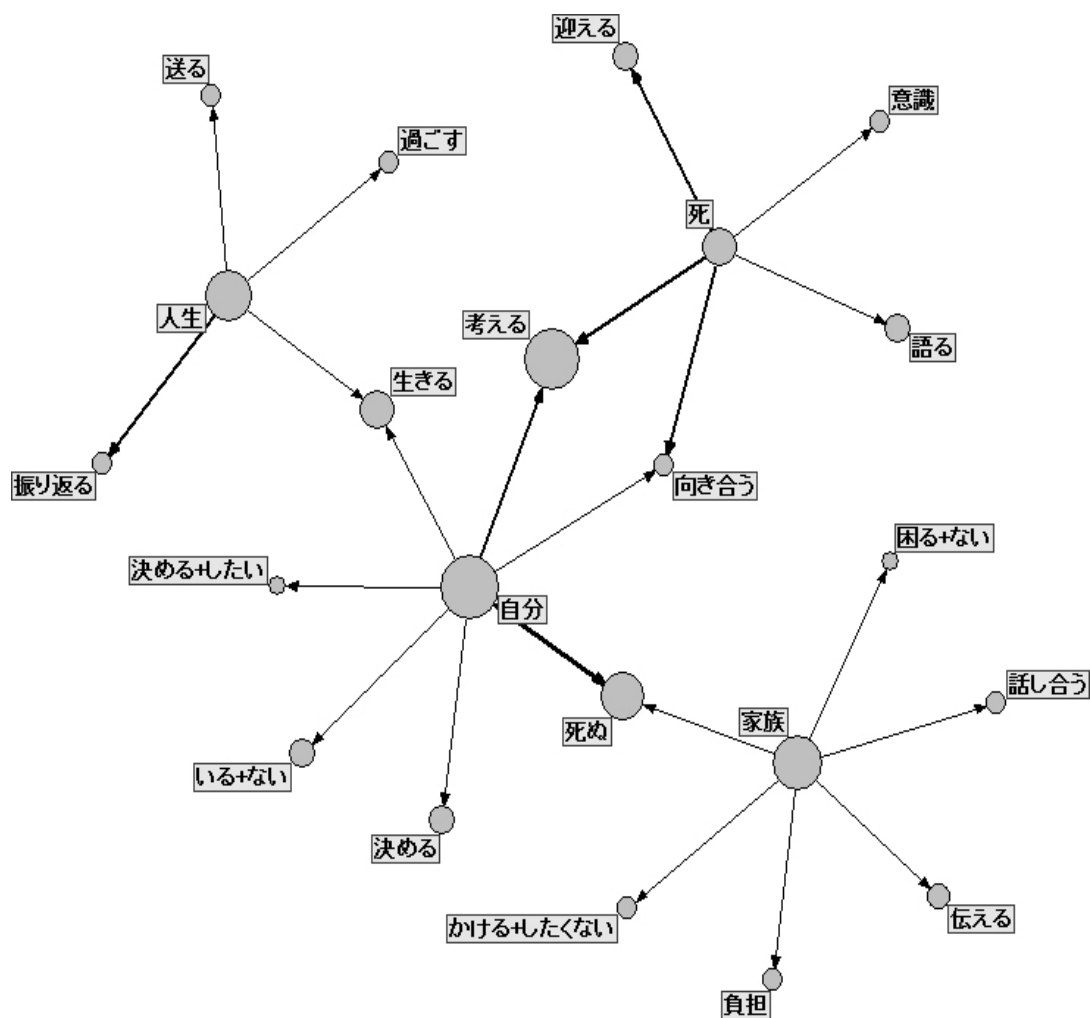 迎える
送る
意識
過ごす
死
人生
考える
語る
生きる
振り返る
向き合う
困る+ない
決める+したい
自分
話し合う
家族
死ぬ
いる+ない
決める
かける+したくない
伝える
負担